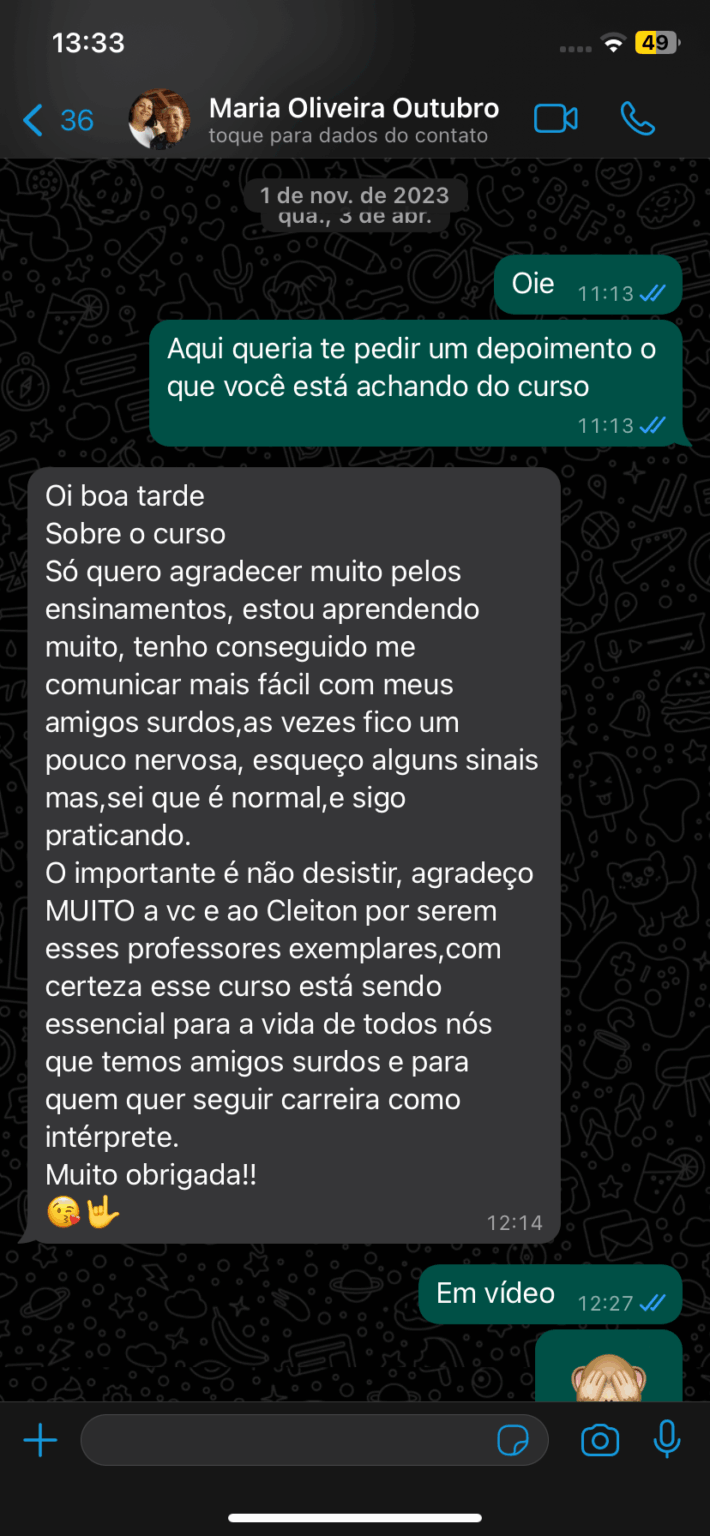 13:33
49
36
Maria Oliveira Outubro
toque para dados do contato
1 de nov. de 2023
qua., 3 de abr.
Oie
11:13
Aqui queria te pedir um depoimento o
que você está achando do curso
11:13
Oi boa tarde
Sobre o curso
Só quero agradecer muito pelos
ensinamentos, estou aprendendo
muito, tenho conseguido me
comunicar mais fácil com meus
amigos surdos,as vezes fico um
pouco nervosa, esqueço alguns sinais
mas,sei que é normal,e sigo
praticando.
O importante é não desistir, agradeço
MUITO a vc e ao Cleiton por serem
esses professores exemplares,com
certeza esse curso está sendo
essencial para a vida de todos nós
que temos amigos surdos e para
quem quer seguir carreira como
intérprete.
Muito obrigada!!
😘🤟
12:14
Em vídeo
12:27